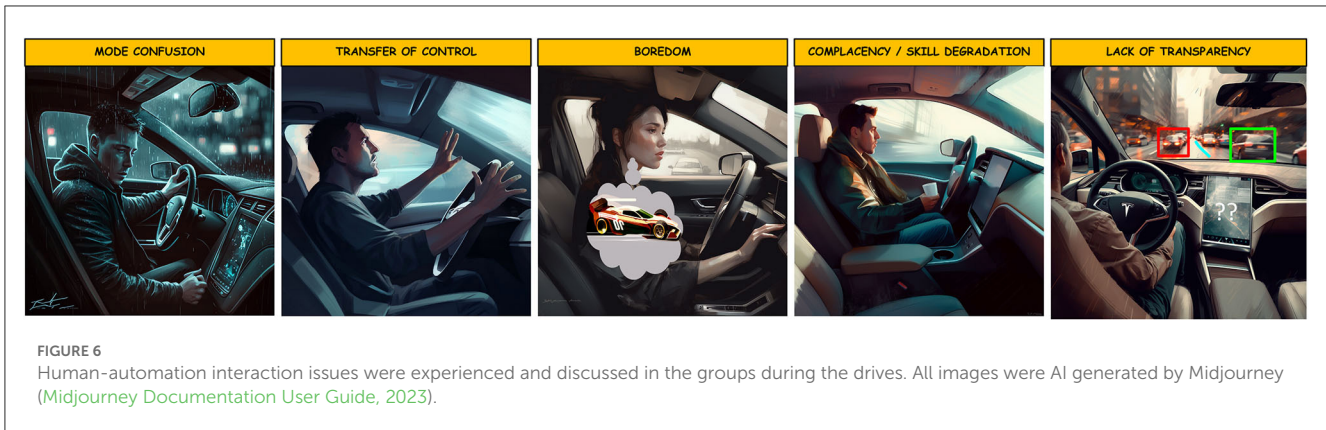 MODE CONFUSION
TRANSFER OF CONTROL
BOREDOM
COMPLACENCY / SKILL DEGRADATION
LACK OF TRANSPARENCY
??
FIGURE 6
Human-automation interaction issues were experienced and discussed in the groups during the drives. All images were AI generated by Midjourney
(Midjourney Documentation User Guide, 2023).